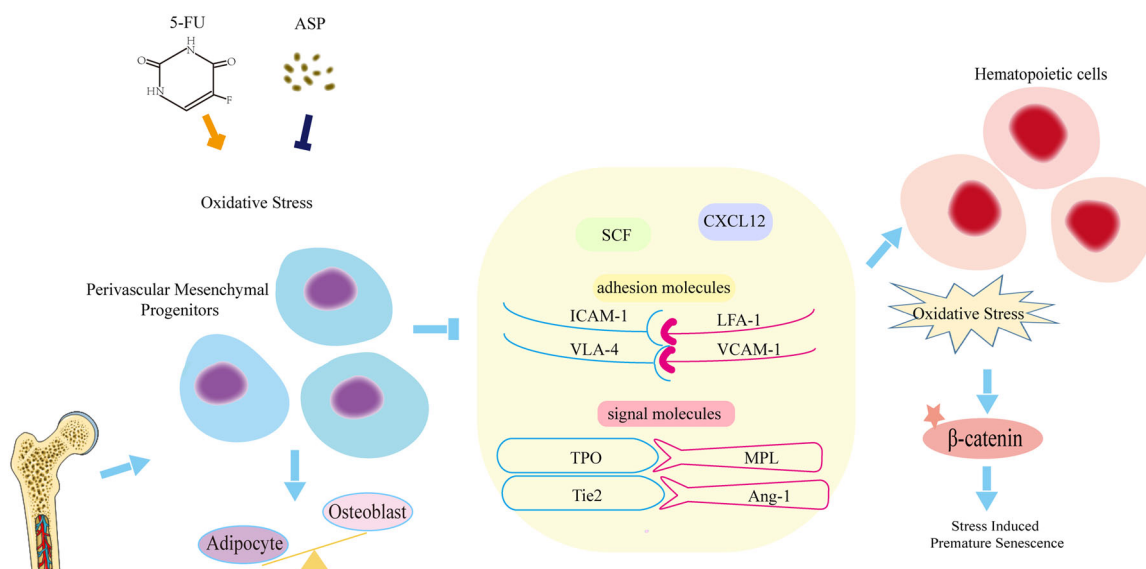 5-FU
ASP
H
N
O
O
NH
F
Oxidative Stress
Perivascular Mesenchymal
Progenitors
Adipocyte
Osteoblast
SCF
CXCL12
adhesion molecules
ICAM-1
LFA-1
VLA-4
VCAM-1
signal molecules
TPO
MPL
Tie2
Ang-1
Hematopoietic cells
Oxidative Stress
β-catenin
Stress Induced
Premature Senescence